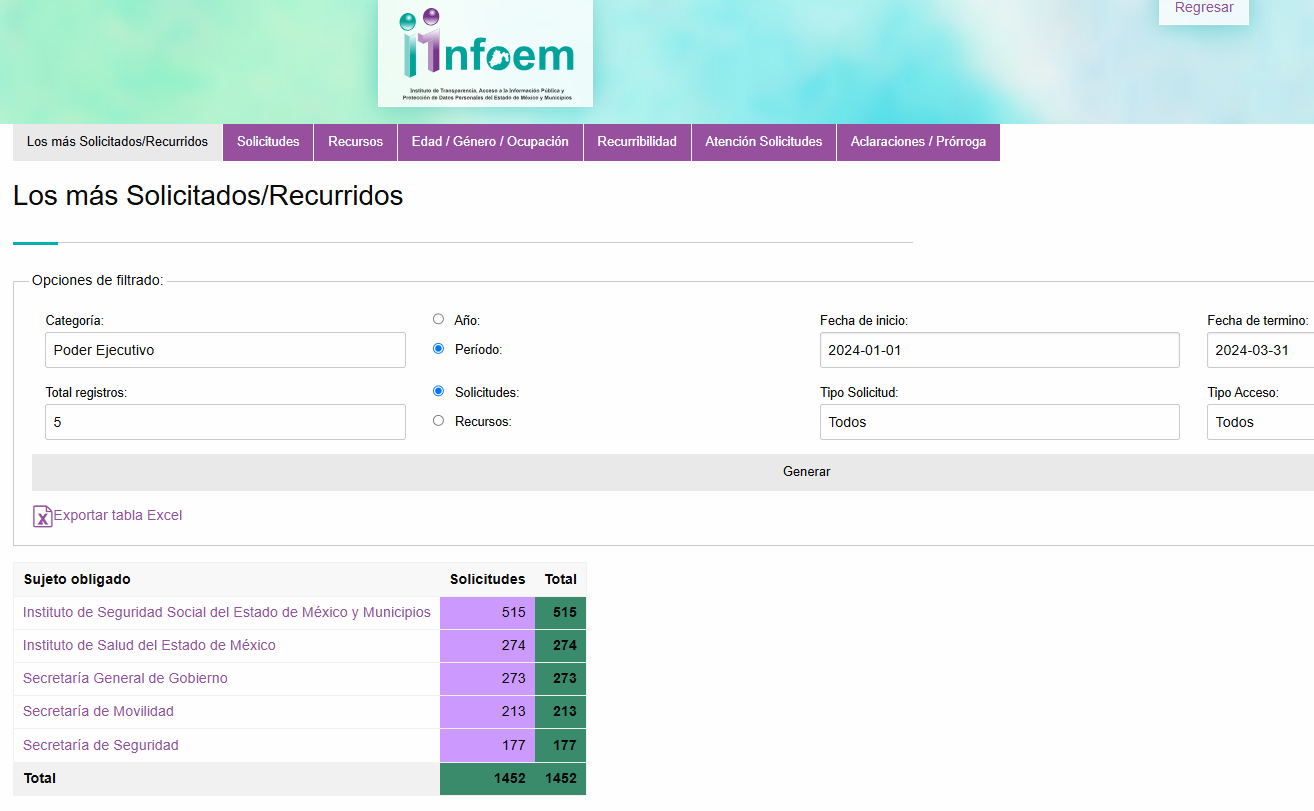 Regresar
infoem
Instituto de Transparencia, Acceso a la Información Pública y
Protección de Datos Personales del Estado de México y Municipios
Los más Solicitados/Recurridos Solicitudes Recursos Edad / Género / Ocupación Recurribilidad Atención Solicitudes Aclaraciones / Prórroga
Los más Solicitados/Recurridos
Opciones de filtrado:
Categoría: Año: Fecha de inicio: Fecha de termino:
Poder Ejecutivo Período: 2024-01-01 2024-03-31
Total registros: Solicitudes: Tipo Solicitud: Tipo Acceso:
5 Recursos: Todos Todos
Generar
Exportar tabla Excel
Sujeto obligado Solicitudes Total
Instituto de Seguridad Social del Estado de México y Municipios 515 515
Instituto de Salud del Estado de México 274 274
Secretaría General de Gobierno 273 273
Secretaría de Movilidad 213 213
Secretaría de Seguridad 177 177
Total 1452 1452